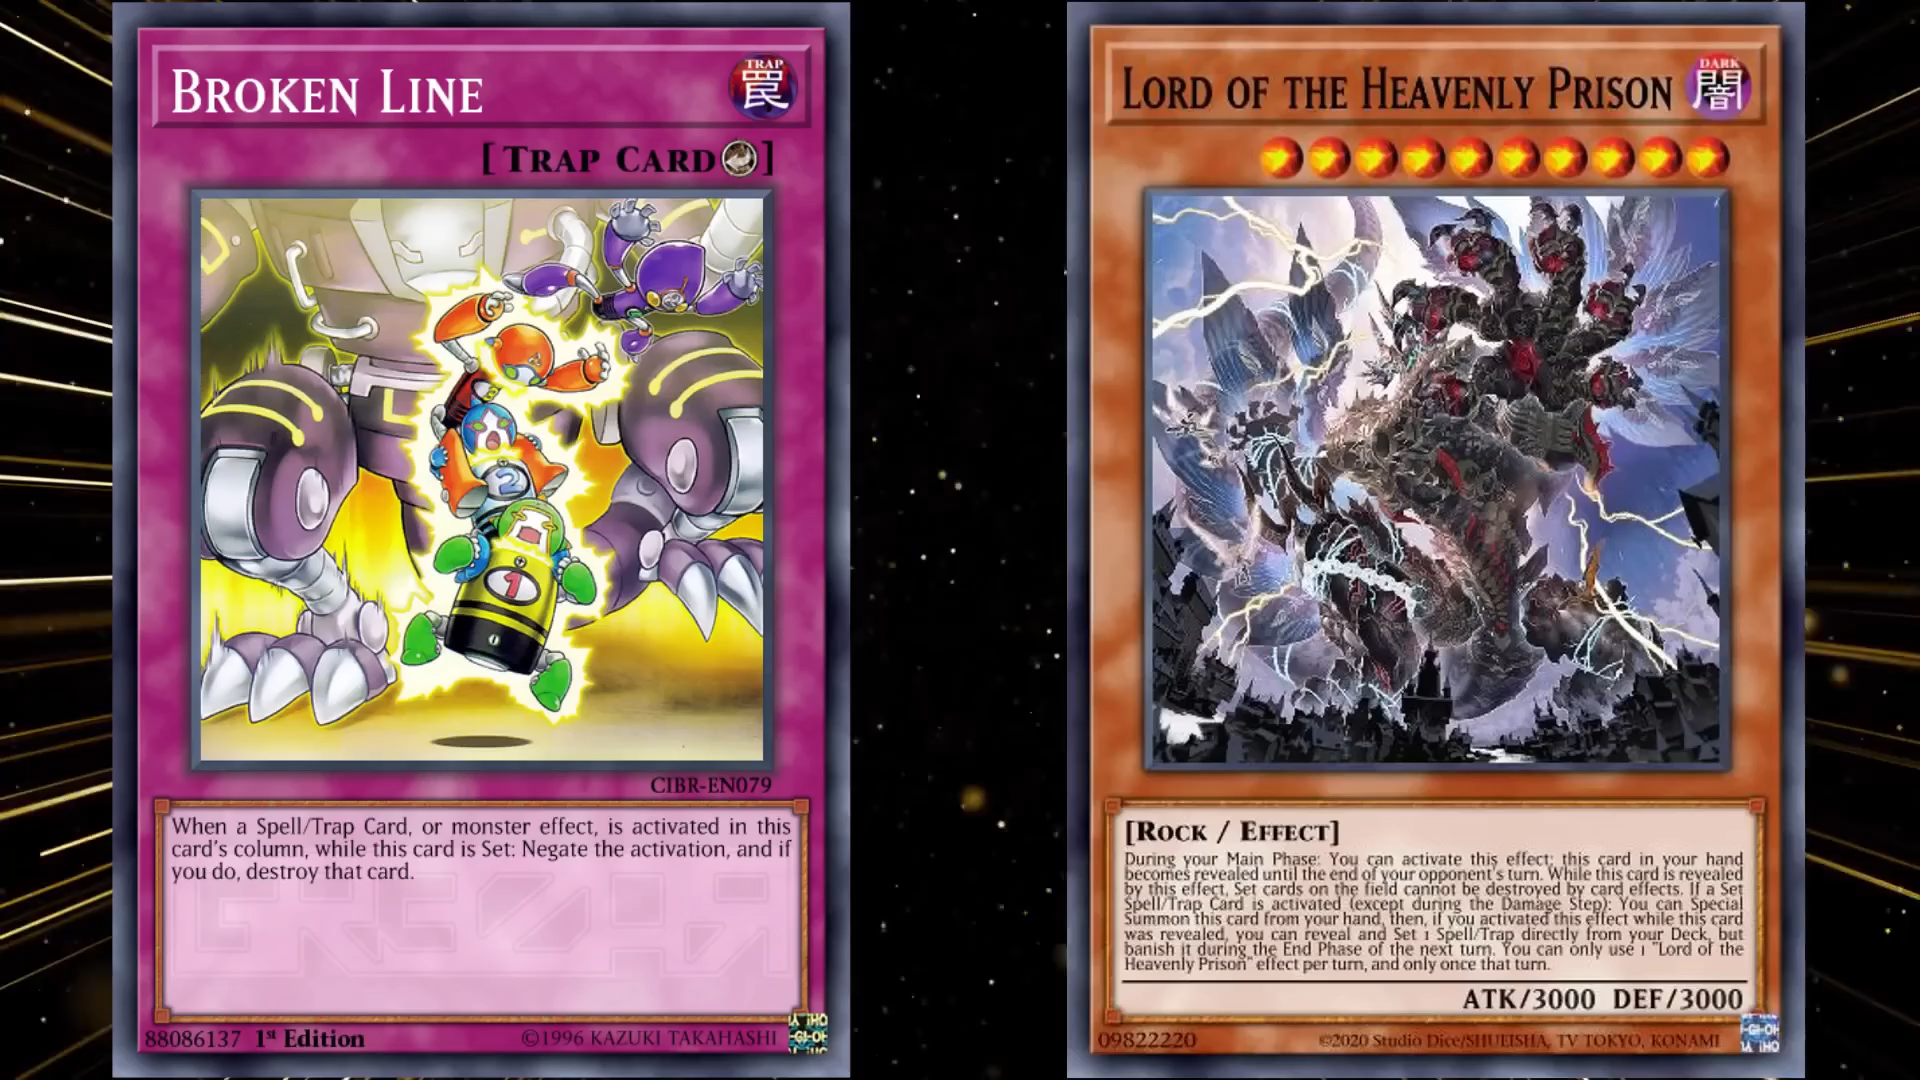 BROKEN LINE
TRAP
罠
[TRAP CARD]
1
2
CIBR-EN079
When a Spell/Trap Card, or monster effect, is activated in this
card's column, while this card is Set: Negate the activation, and if
you do, destroy that card.
88086137 1st Edition
©1996 KAZUKI TAKAHASHI
LORD OF THE HEAVENLY PRISON
DARK
闇
[ROCK / EFFECT]
During your Main Phase: You can activate this effect; this card in your hand
becomes revealed until the end of your opponent's turn. While this card is revealed
by this effect, Set cards on the field cannot be destroyed by card effects. If a Set
Spell/Trap Card is activated (except during the Damage Step): You can Special
Summon this card from your hand, then, if you activated this effect while this card
was revealed, you can reveal and Set 1 Spell/Trap directly from your Deck, but
banish it during the End Phase of the next turn. You can only use 1 "Lord of the
Heavenly Prison" effect per turn, and only once that turn.
ATK/3000 DEF/3000
09822220
©2020 Studio Dice/SHUEISHA, TV TOKYO, KONAMI